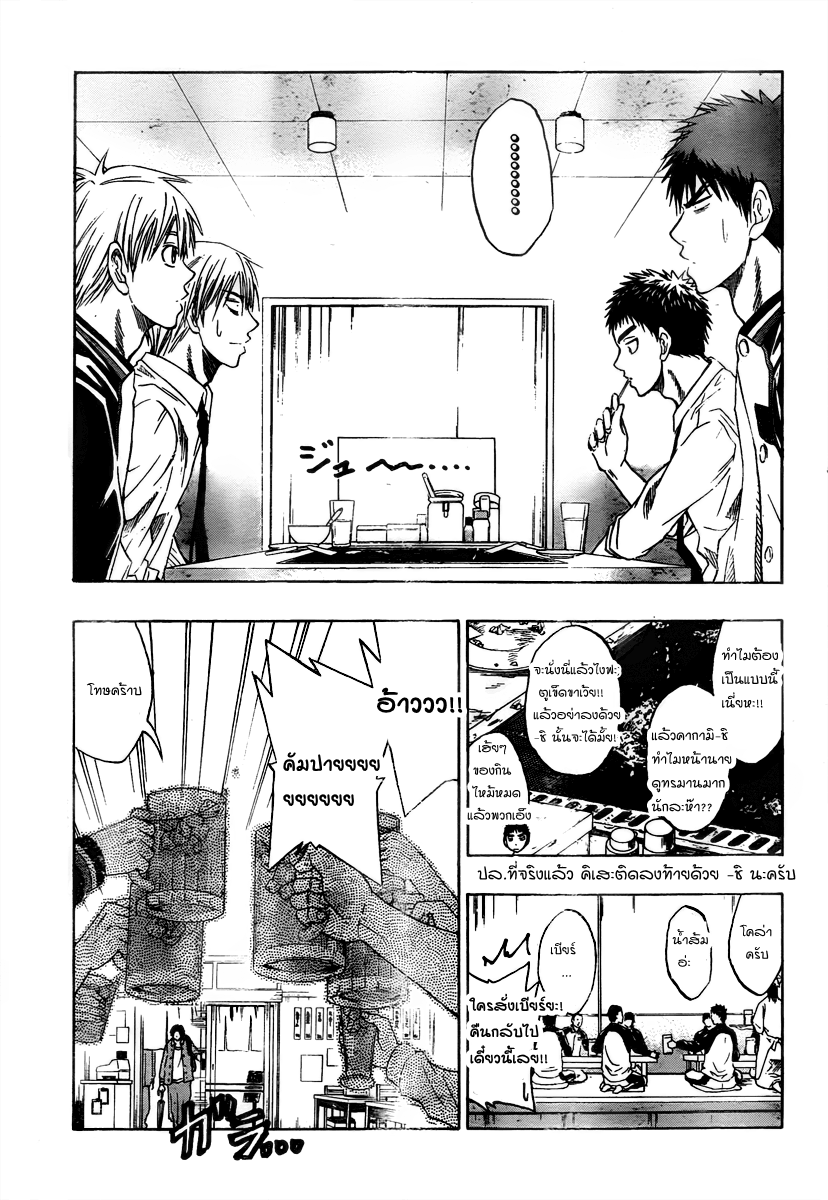 ........
ジュ〜〜....
ทำไมต้อง
เป็นแบบนี้
เนี่ยหะ!!
จะนั่งนี่แล้วไงฟะ
ตูเข็ดขาเว้ย!!
แล้วอย่าลงด้วย
-ชิ นั้นจะได้มั้ย!
แล้วคากามิ-ชิ
ทำไมหน้านาย
ดูทรมานมาก
นักละห๊า??
เฮ้ยๆ
ของกิน
ไหม้หมด
แล้วพวกเอ็ง
ปล.ที่จริงแล้ว คิเสะติดลงท้ายด้วย -ชิ นะครับ
โคล่า
ครับ
น้ำส้ม
อ่ะ
เบียร์
...
ใครสั่งเบียร์ยะ!
คืนกลับไป
เดี๋ยวนี้เลย!!
อ้าววว!!
คัมปายยยย
ยยยยยย
โทษคร้าบ
ガラ...